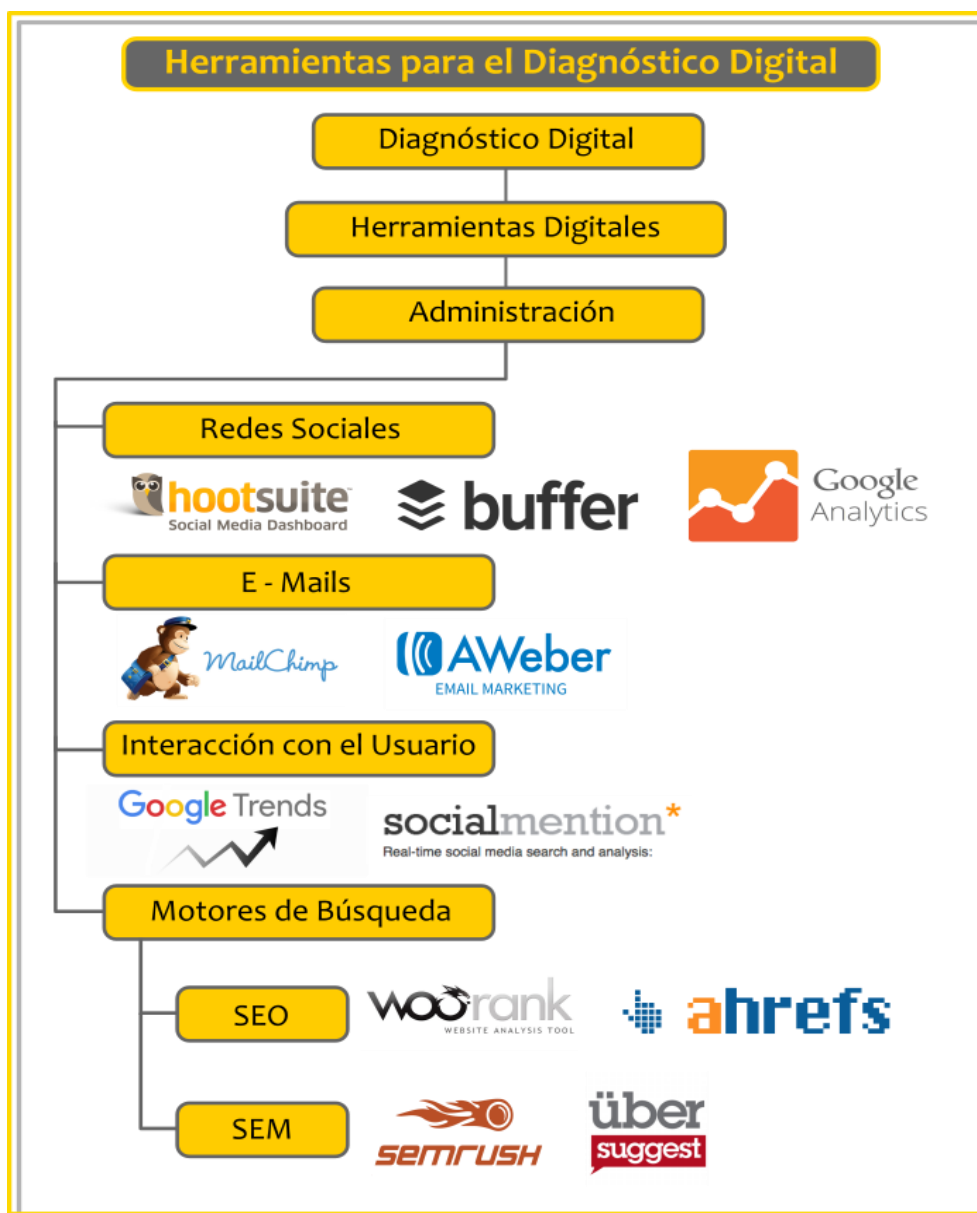 Herramientas para el Diagnóstico Digital
Diagnóstico Digital
Herramientas Digitales
Administración
Redes Sociales
hootsuite™
Social Media Dashboard
buffer
Google
Analytics
E - Mails
MailChimp
AWeber
EMAIL MARKETING
Interacción con el Usuario
Google Trends
socialmention*
Real-time social media search and analysis:
Motores de Búsqueda
SEO
woorank
WEBSITE ANALYSIS TOOL
ahrefs
SEM
semrush
über
suggest